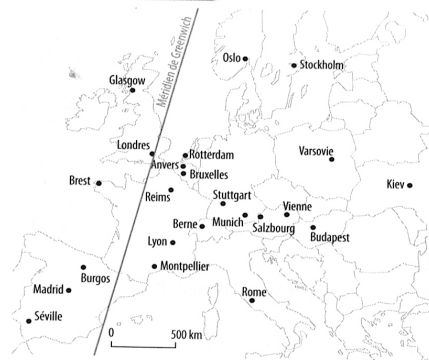 Méridien de Greenwich
Oslo
Stockholm
Glasgow
Londres
Rotterdam
Anvers
Bruxelles
Varsovie
Brest
Kiev
Reims
Stuttgart
Vienne
Berne
Munich
Salzbourg
Budapest
Lyon
Montpellier
Burgos
Madrid
Rome
Séville
0
500 km